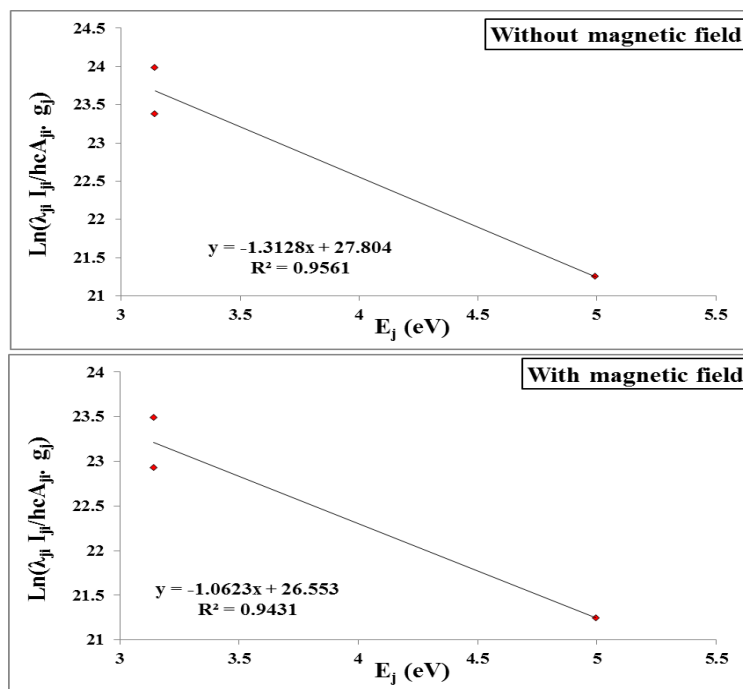 Without magnetic field
Ln(λji Iji/hcAji. gj)
24.5
24
23.5
23
22.5
22
21.5
21
y = -1.3128x + 27.804
R² = 0.9561
3
3.5
4
4.5
5
5.5
Ej (eV)
With magnetic field
Ln(λji Iji/hcAji. gj)
24
23.5
23
22.5
22
21.5
21
y = -1.0623x + 26.553
R² = 0.9431
3
3.5
4
4.5
5
5.5
Ej (eV)